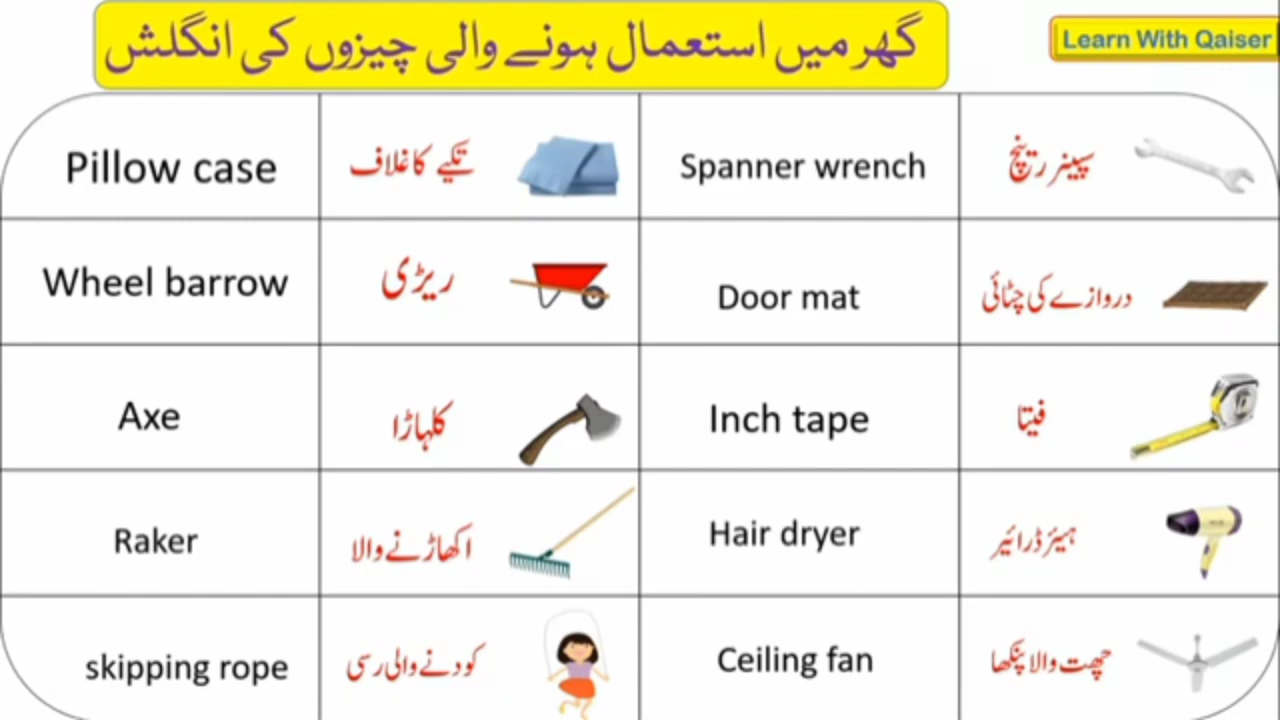 گھر میں استعمال ہونے والی چیزوں کی انگلش
Learn With Qaiser
Pillow case تکیے کا غلاف Spanner wrench سپینر رینچ
Wheel barrow ریڑی Door mat دروازے کی چٹائی
Axe کلہاڑا Inch tape فیتا
Raker اکھاڑنے والا Hair dryer ہیئر ڈرائیر
skipping rope کودنے والی رسی Ceiling fan چھت والا پنکھا